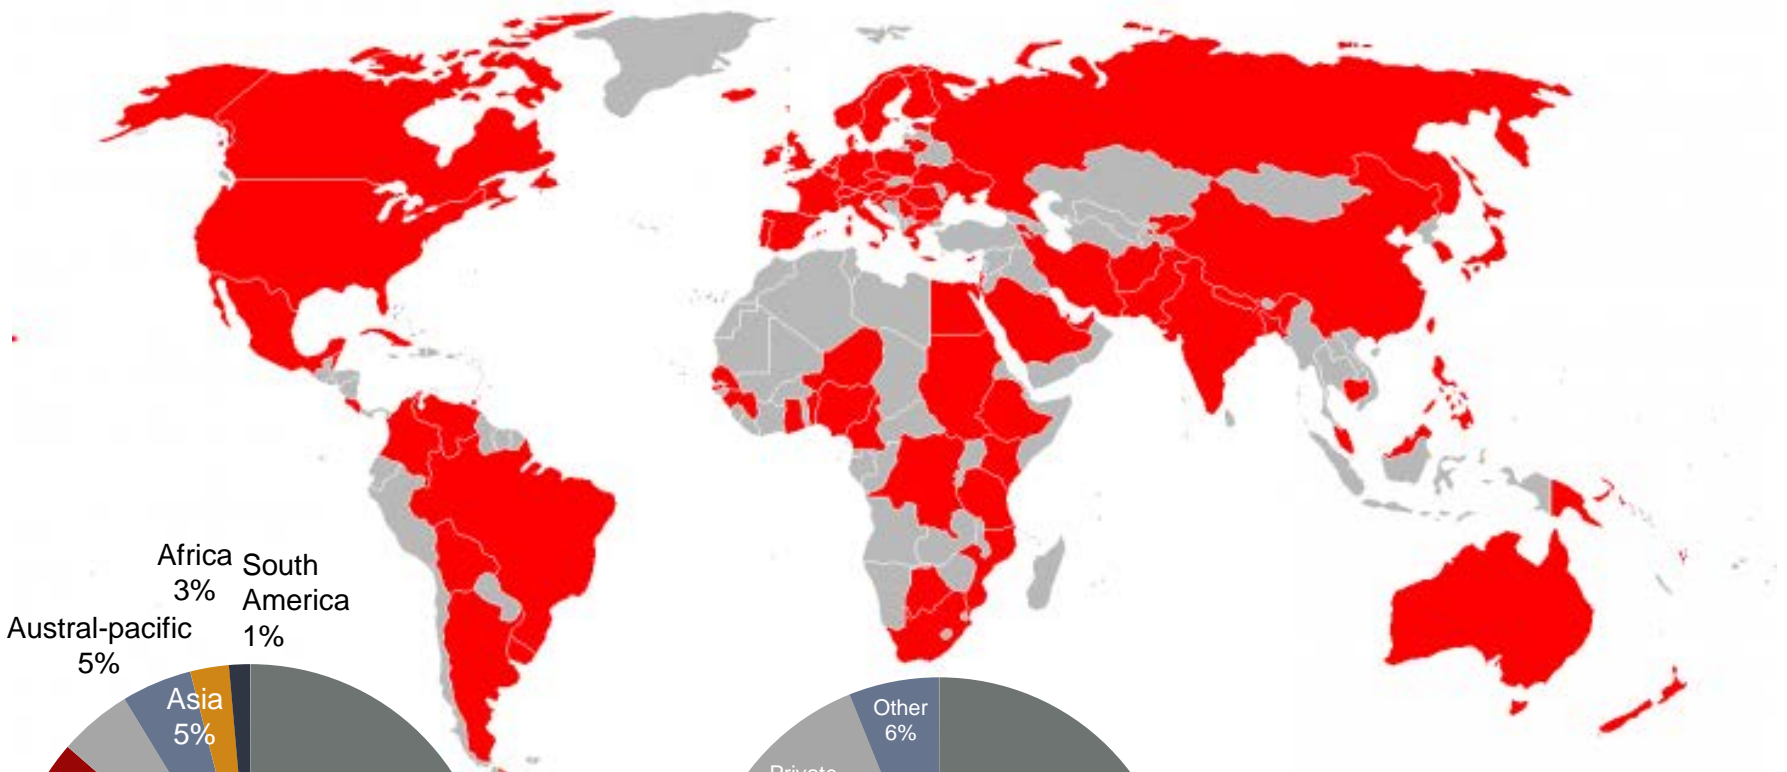 Africa
3%
South
America
1%
Austral-pacific
5%
Asia
5%
Other
6%